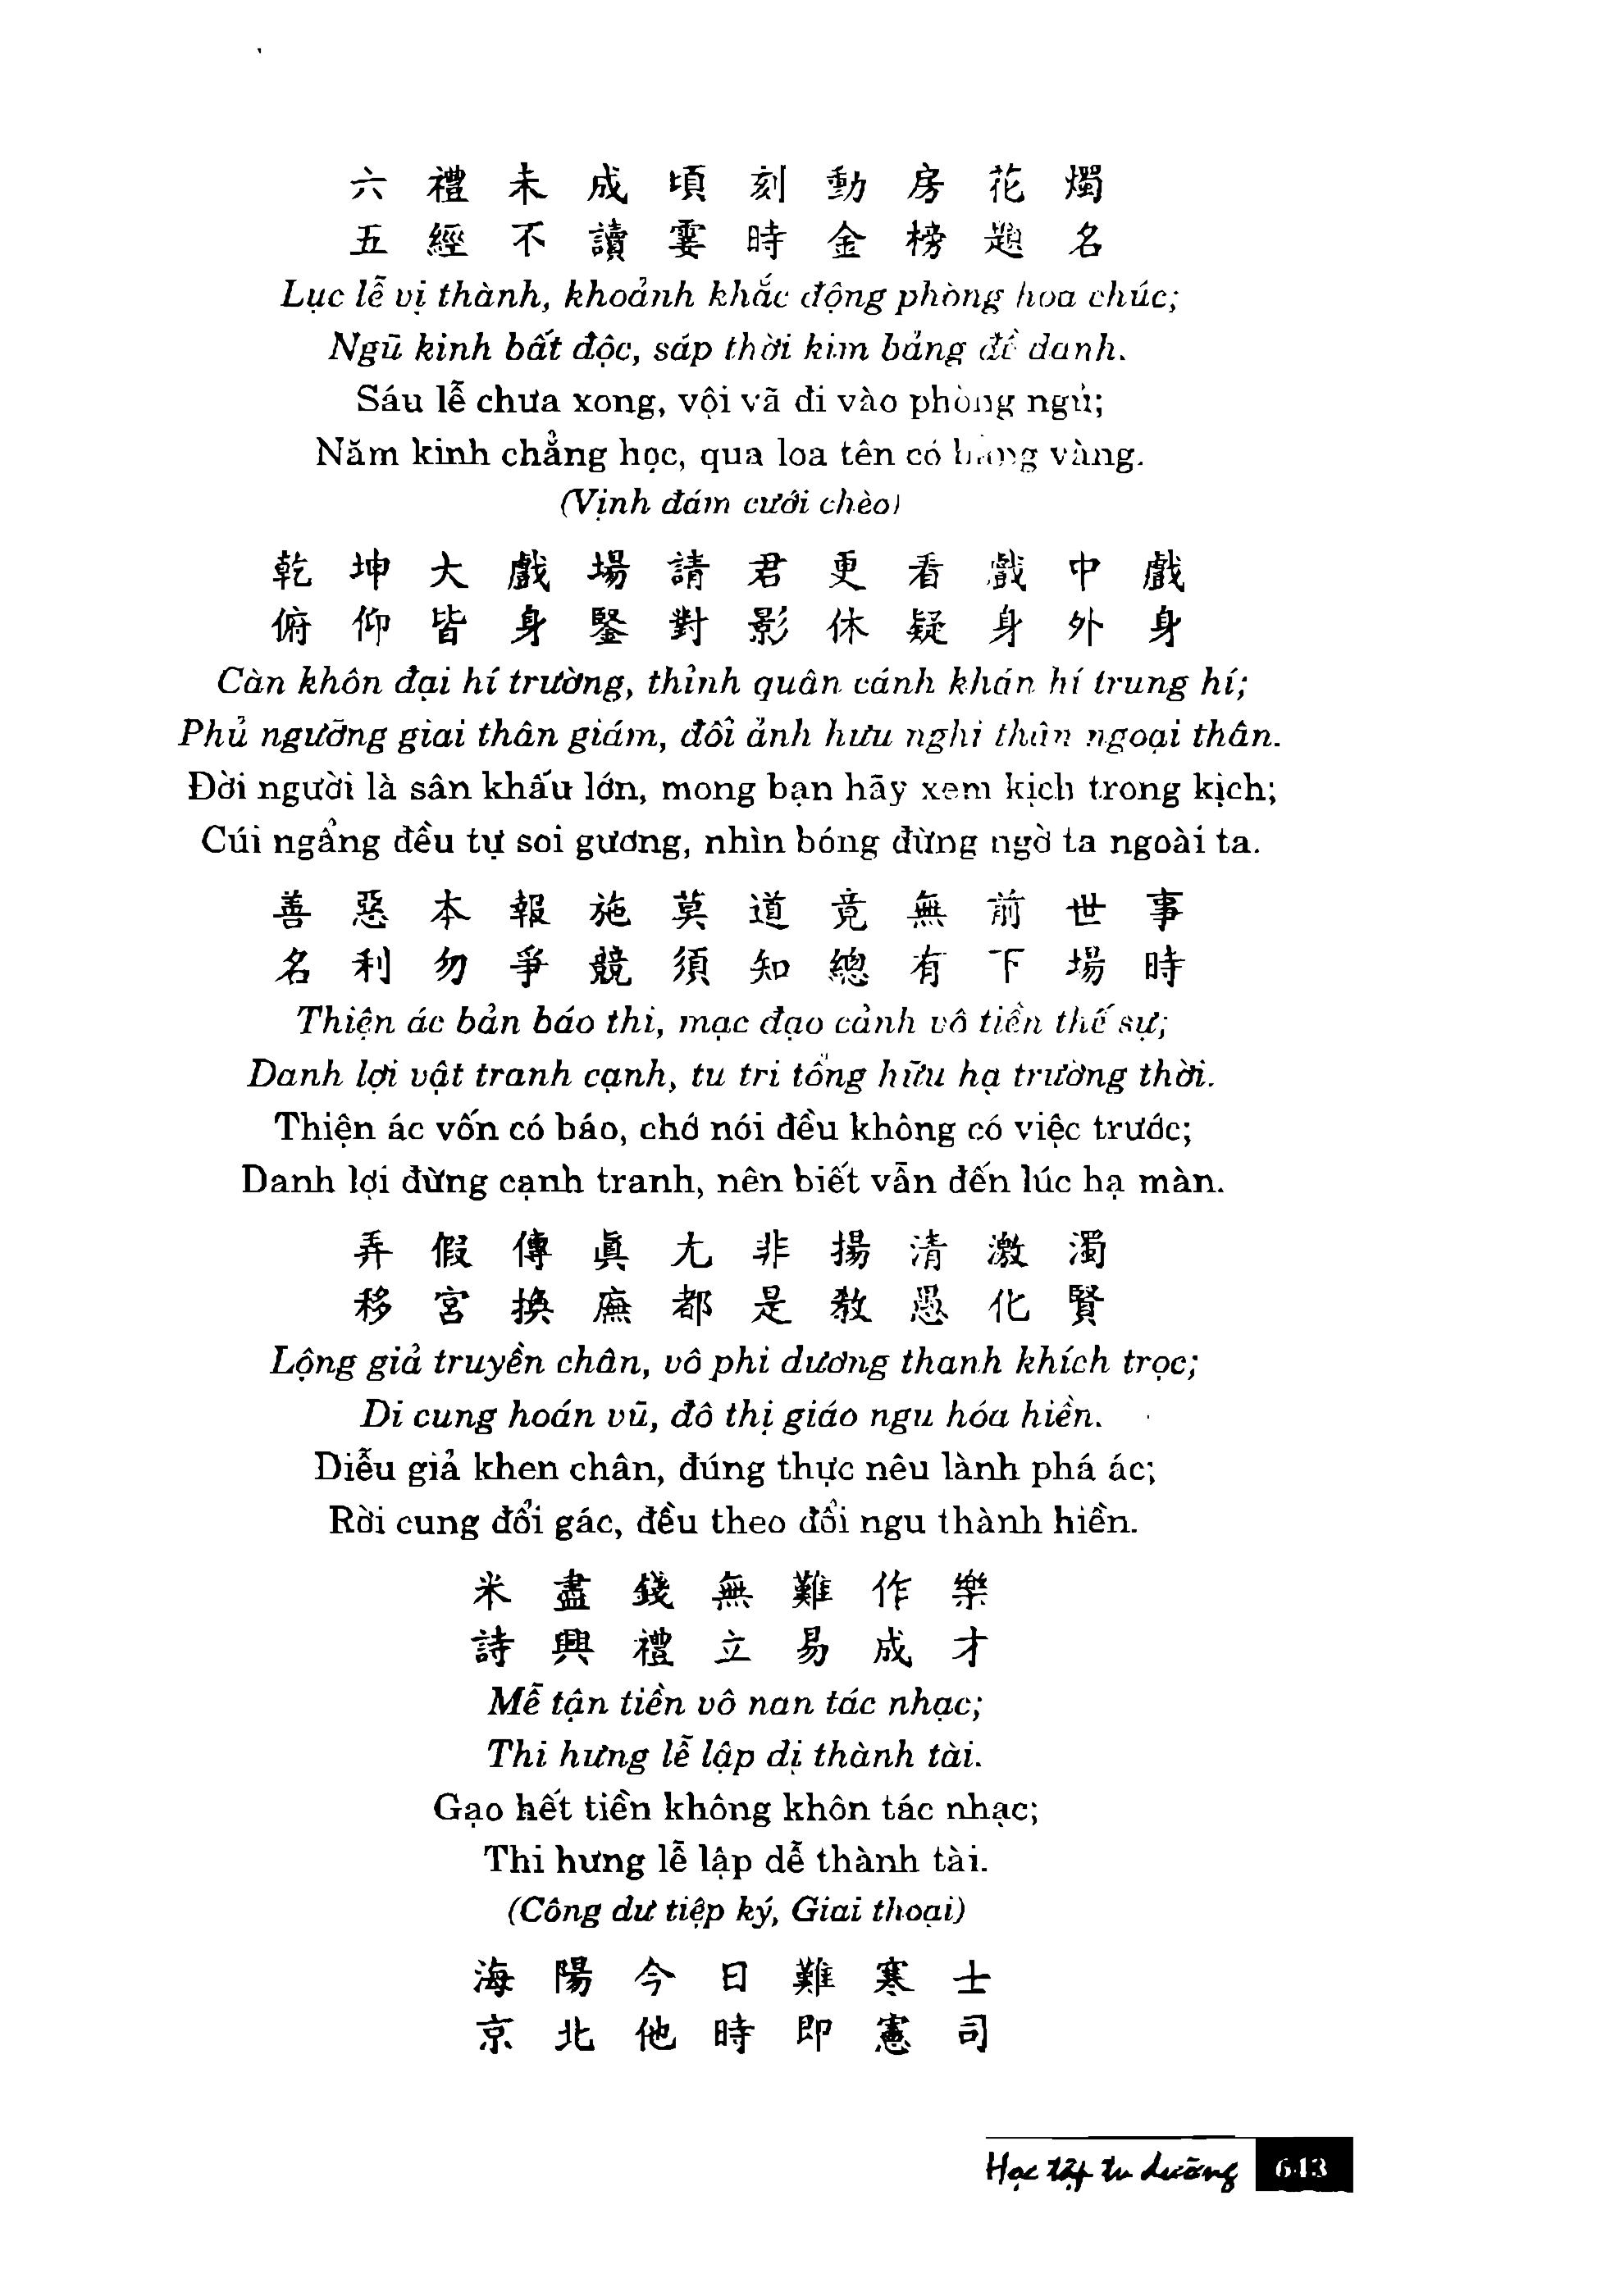 六禮未成頃刻動房花燭
五經不讀霎時金榜題名
Lục lễ vị thành, khoảnh khắc động phòng hoa chúc;
Ngũ kinh bất độc, sáp thời kim bảng đề danh.
Sáu lễ chưa xong, vội vã đi vào phòng ngủ;
Năm kinh chẳng học, qua loa tên có bảng vàng.
(Vịnh đám cưới chèo)
乾坤大戲場請君更看戲中戲
俯仰皆身鑒對影休疑身外身
Càn khôn đại hí trường, thỉnh quân cánh khán hí trung hí;
Phủ ngưỡng giai thân giám, đối ảnh hưu nghi thân ngoại thân.
Đời người là sân khấu lớn, mong bạn hãy xem kịch trong kịch;
Cúi ngẩng đều tự soi gương, nhìn bóng đừng ngờ ta ngoài ta.
善惡本報施莫道竟無前世事
名利勿爭競須知總有下場時
Thiện ác bản báo thi, mạc đạo cảnh vô tiền thế sự;
Danh lợi vật tranh cạnh, tu tri tổng hữu hạ trường thời.
Thiện ác vốn có báo, chớ nói đều không có việc trước;
Danh lợi đừng cạnh tranh, nên biết vẫn đến lúc hạ màn.
弄假傳眞尢非揚清激濁
移宮換廡都是教愚化賢
Lộng giả truyền chân, vô phi dương thanh khích trọc;
Di cung hoán vũ, đô thị giáo ngu hóa hiền.
Diễu giả khen chân, đúng thực nêu lành phá ác;
Rời cung đổi gác, đều theo đổi ngu thành hiền.
米盡錢無難作樂
詩興禮立易成才
Mễ tận tiền vô nan tác nhạc;
Thi hưng lễ lập dị thành tài.
Gạo hết tiền không khôn tác nhạc;
Thi hưng lễ lập dễ thành tài.
(Công dư tiệp ký, Giai thoại)
海陽今日難寒士
京北他時即憲司
Học tập tu dưỡng 643